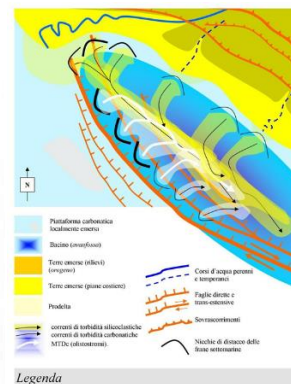 N
Piattaforma carbonatica
localmente emersa
Bacino (avanfossa)
Terre emerse (rilievi)
(orogeno)
Terre emerse (piane costiere)
Prodelta
correnti di torbidità silicoclastiche
correnti di torbidità carbonatiche
MTDc (olistostromi).
Corsi d'acqua perenni
e temporanei
Faglie dirette e
trans-estensive
Sovrascorrimenti
Nicchie di distacco delle
frane sottomarine
Legenda